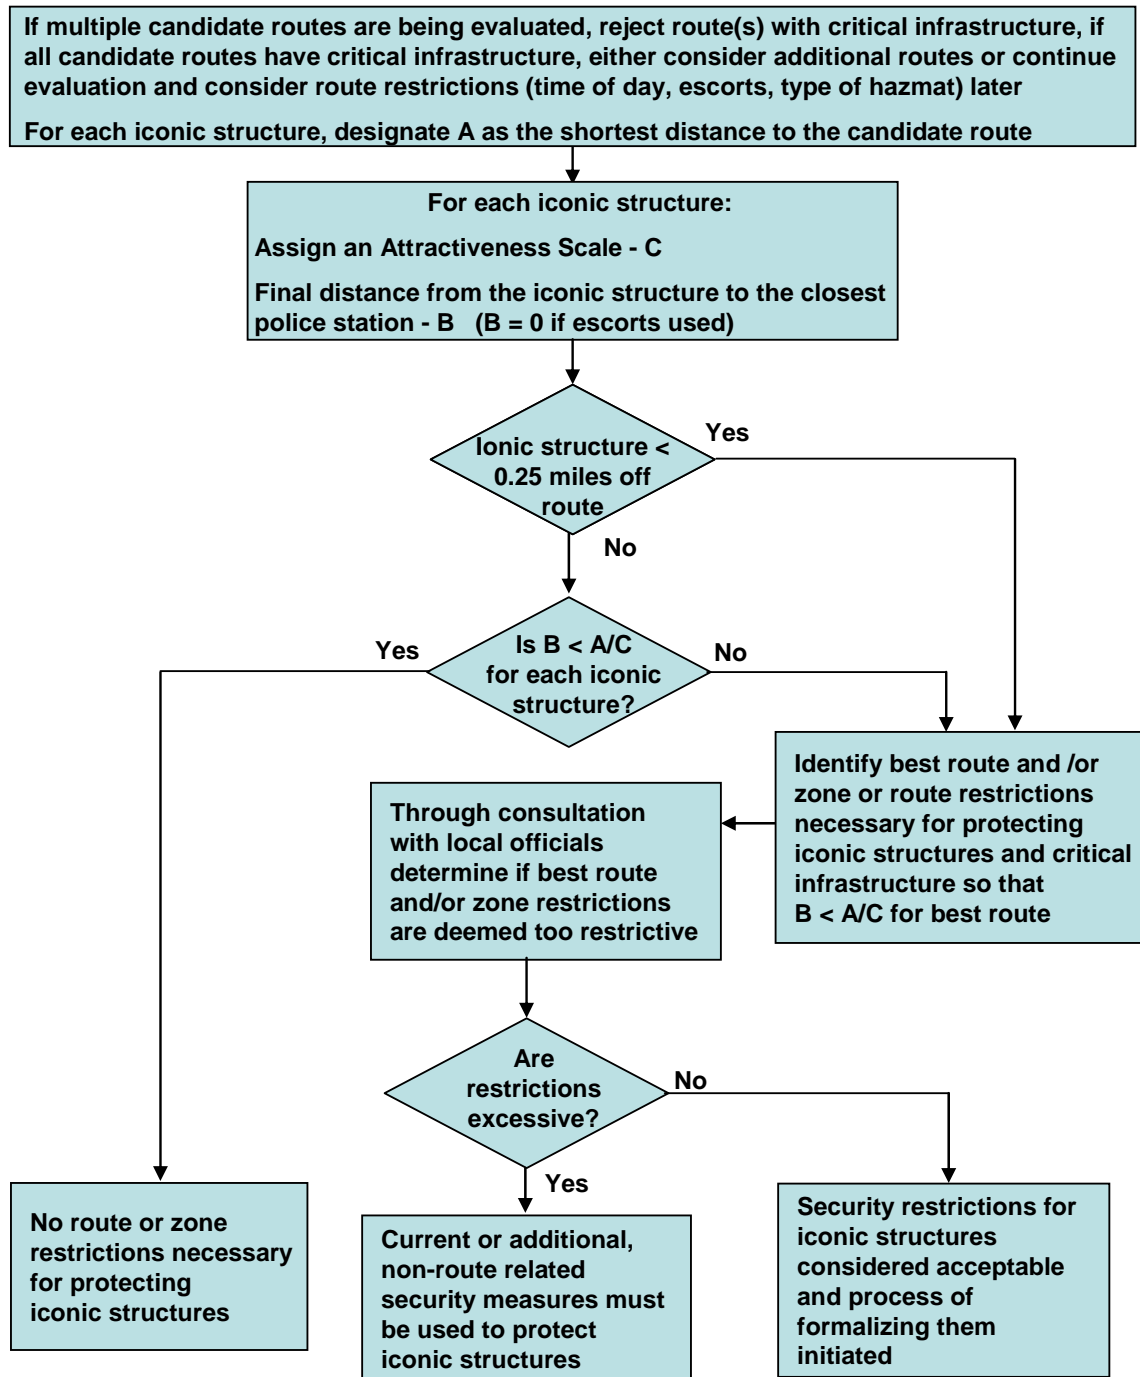 If multiple candidate routes are being evaluated, reject route(s) with critical infrastructure, if
all candidate routes have critical infrastructure, either consider additional routes or continue
evaluation and consider route restrictions (time of day, escorts, type of hazmat) later
For each iconic structure, designate A as the shortest distance to the candidate route
For each iconic structure:
Assign an Attractiveness Scale - C
Final distance from the iconic structure to the closest
police station - B (B = 0 if escorts used)
Ionic structure <
0.25 miles off
route
Yes
No
Is B < A/C
for each iconic
structure?
Yes
No
Identify best route and /or
zone or route restrictions
necessary for protecting
iconic structures and critical
infrastructure so that
B < A/C for best route
Through consultation
with local officials
determine if best route
and/or zone restrictions
are deemed too restrictive
Are
restrictions
excessive?
No
Yes
No route or zone
restrictions necessary
for protecting
iconic structures
Current or additional,
non-route related
security measures must
be used to protect
iconic structures
Security restrictions for
iconic structures
considered acceptable
and process of
formalizing them
initiated